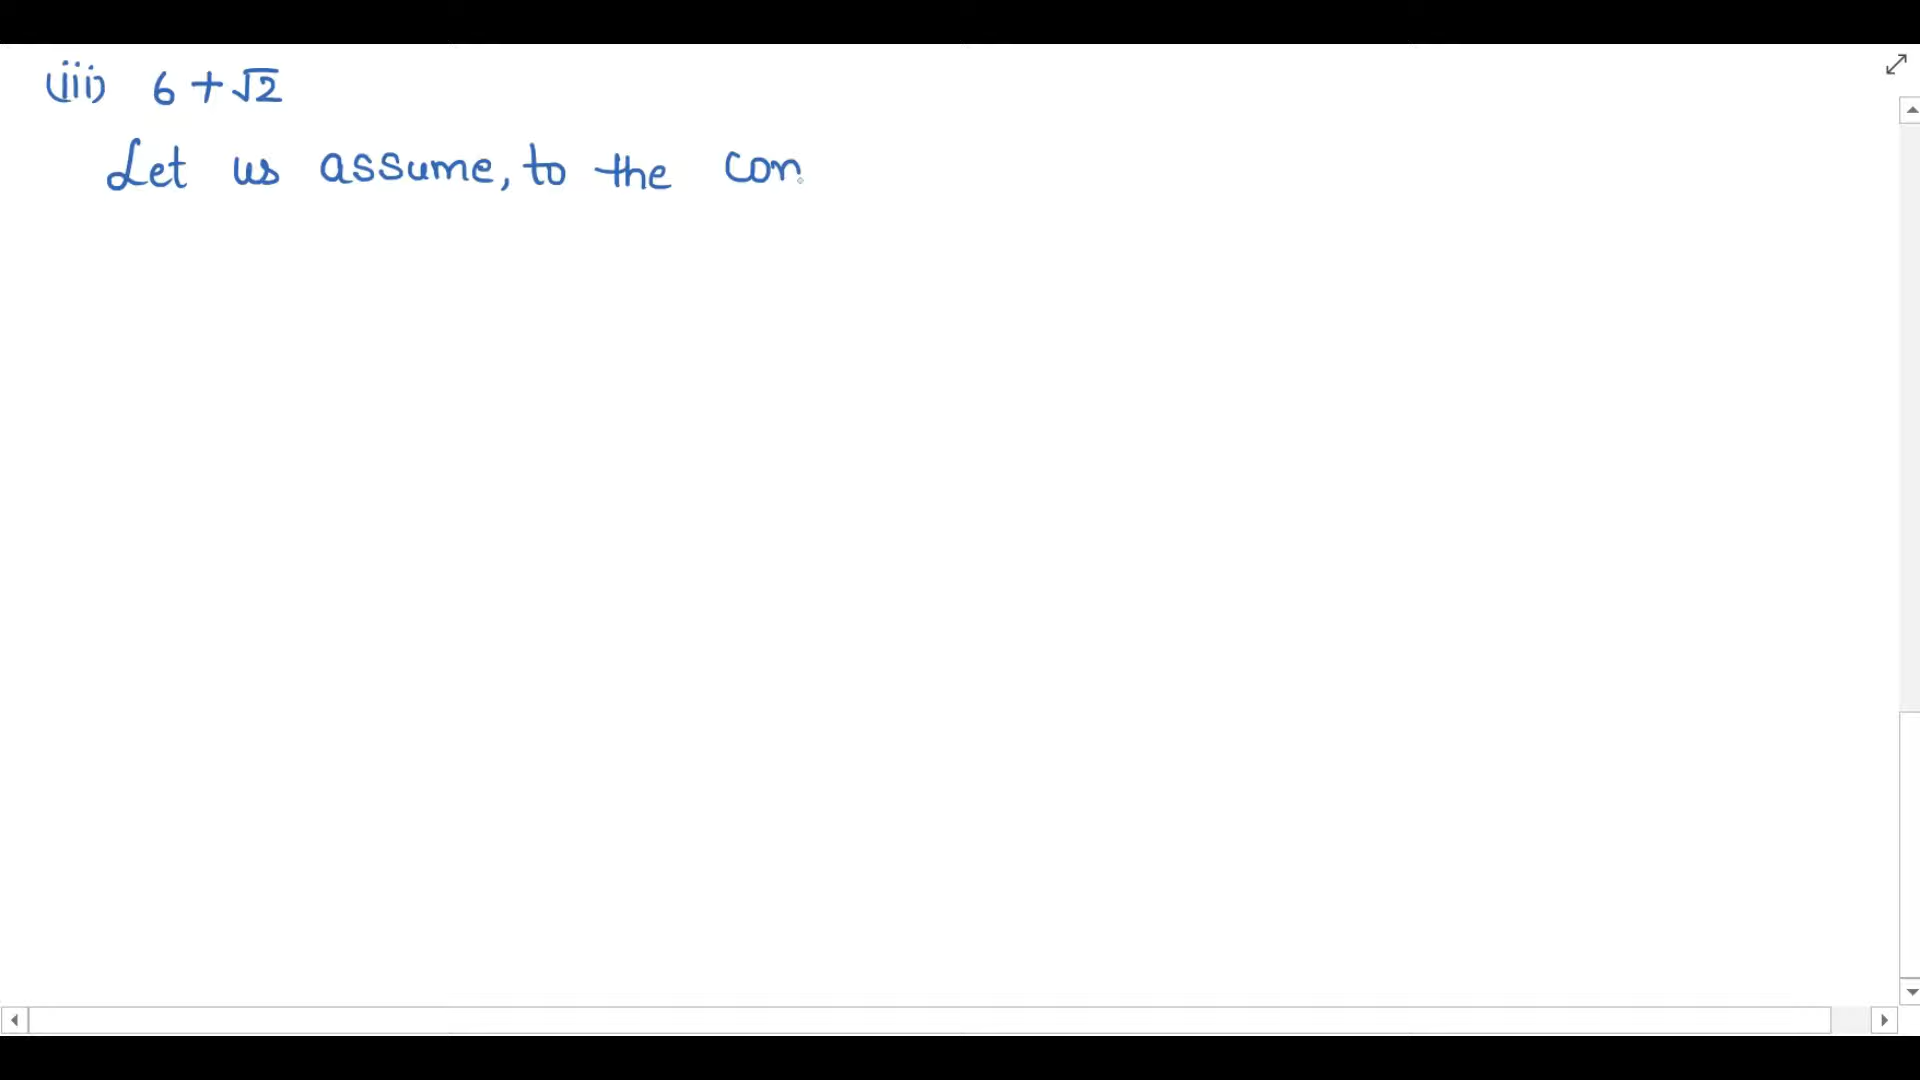 (iii) 6 + √2
Let us assume, to the con